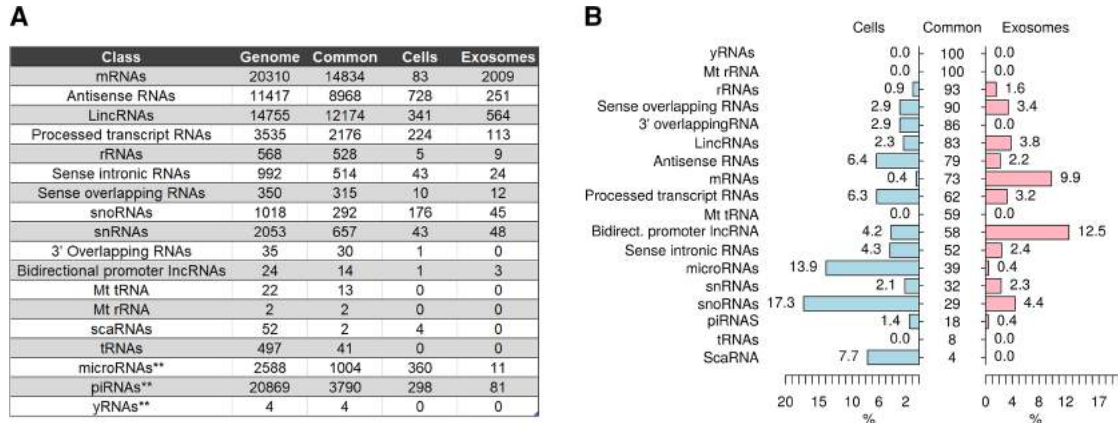 A
Class Genome Common Cells Exosomes
mRNAs 20310 14834 83 2009
Antisense RNAs 11417 8968 728 251
LincRNAs 14755 12174 341 564
Processed transcript RNAs 3535 2176 224 113
rRNAs 568 528 5 9
Sense intronic RNAs 992 514 43 24
Sense overlapping RNAs 350 315 10 12
snoRNAs 1018 292 176 45
snRNAs 2053 657 43 48
3' Overlapping RNAs 35 30 1 0
Bidirectional promoter lncRNAs 24 14 1 3
Mt tRNA 22 13 0 0
Mt rRNA 2 2 0 0
scaRNAs 52 2 4 0
tRNAs 497 41 0 0
microRNAs** 2588 1004 360 11
piRNAs** 20869 3790 298 81
yRNAs** 4 4 0 0
B
Cells Common Exosomes
yRNAs 0.0 100 0.0
Mt rRNA 0.0 100 0.0
rRNAs 0.9 93 1.6
Sense overlapping RNAs 2.9 90 3.4
3' overlappingRNA 2.9 86 0.0
LincRNAs 2.3 83 3.8
Antisense RNAs 6.4 79 2.2
mRNAs 0.4 73 9.9
Processed transcript RNAs 6.3 62 3.2
Mt tRNA 0.0 59 0.0
Bidirect. promoter lncRNA 4.2 58 12.5
Sense intronic RNAs 4.3 52 2.4
microRNAs 13.9 39 0.4
snRNAs 2.1 32 2.3
snoRNAs 17.3 29 4.4
piRNAS 1.4 18 0.4
tRNAs 0.0 8 0.0
ScaRNA 7.7 4 0.0
20 15 10 6 2 0 4 8 12 17
% %